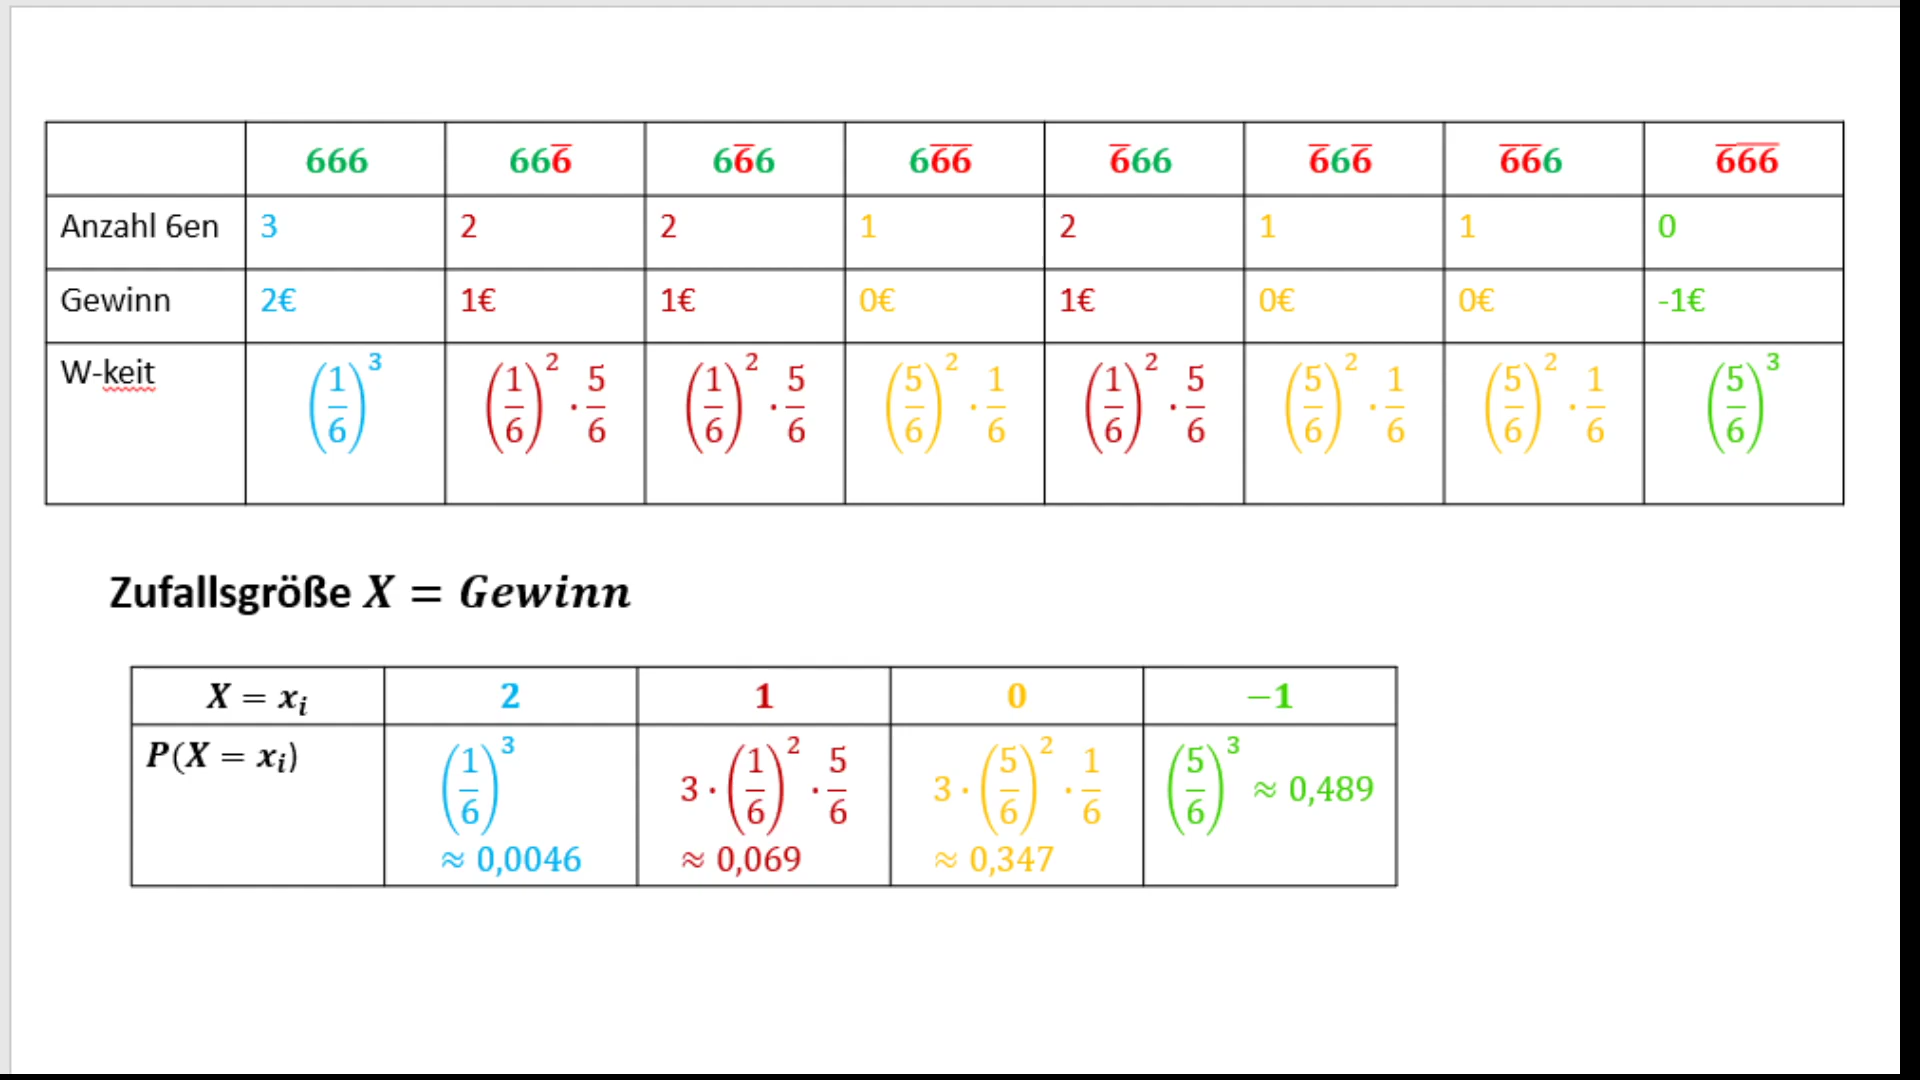 666 666̅ 66̅6 66̅6̅ 6̅66 6̅66̅ 6̅6̅6 6̅6̅6̅
Anzahl 6en 3 2 2 1 2 1 1 0
Gewinn 2€ 1€ 1€ 0€ 1€ 0€ 0€ -1€
W-keit (1/6)³ (1/6)² · 5/6 (1/6)² · 5/6 (5/6)² · 1/6 (1/6)² · 5/6 (5/6)² · 1/6 (5/6)² · 1/6 (5/6)³
Zufallsgröße X = Gewinn
X = xᵢ 2 1 0 −1
P(X = xᵢ) (1/6)³ 3 · (1/6)² · 5/6 3 · (5/6)² · 1/6 (5/6)³ ≈ 0,489
≈ 0,0046 ≈ 0,069 ≈ 0,347